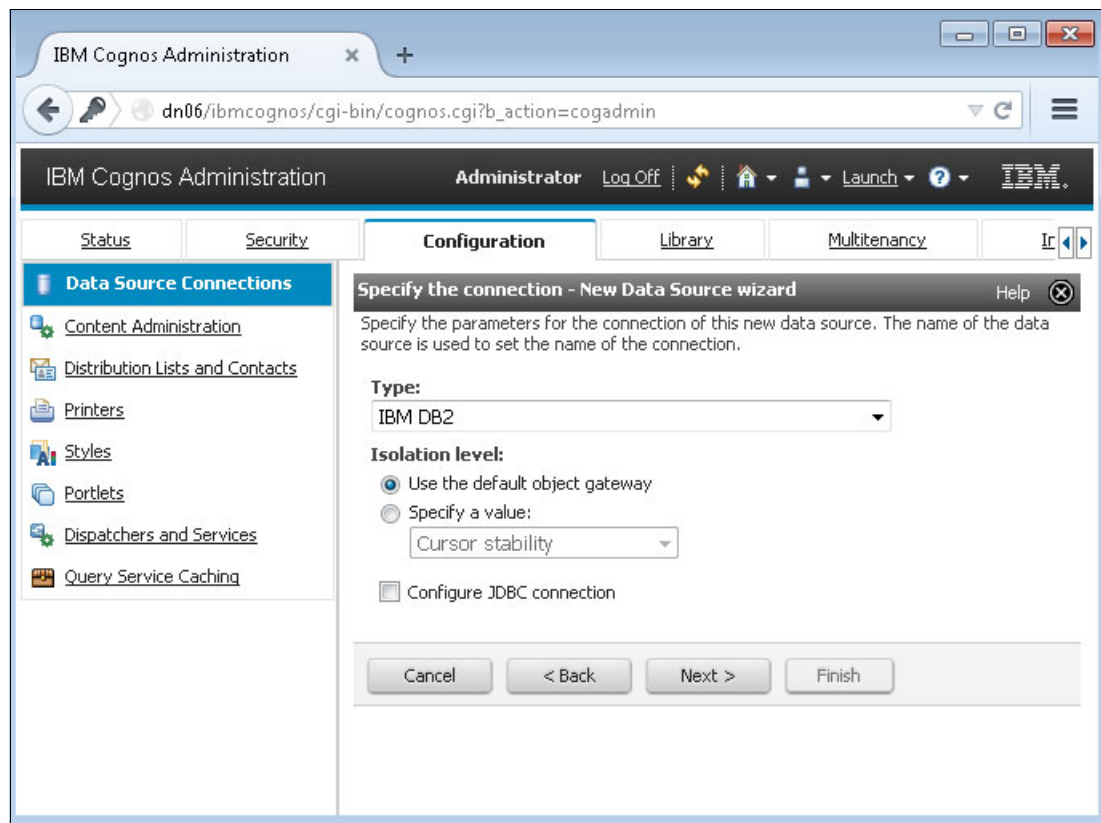 IBM Cognos Administration
dn06/ibmcognos/cgi-bin/cognos.cgi?b_action=cogadmin
IBM Cognos Administration Administrator Log Off Launch IBM.
Status Security Configuration Library Multitenancy
Data Source Connections
Content Administration
Distribution Lists and Contacts
Printers
Styles
Portlets
Dispatchers and Services
Query Service Caching
Specify the connection - New Data Source wizard Help
Specify the parameters for the connection of this new data source. The name of the data
source is used to set the name of the connection.
Type:
IBM DB2
Isolation level:
Use the default object gateway
Specify a value:
Cursor stability
Configure JDBC connection
Cancel < Back Next > Finish